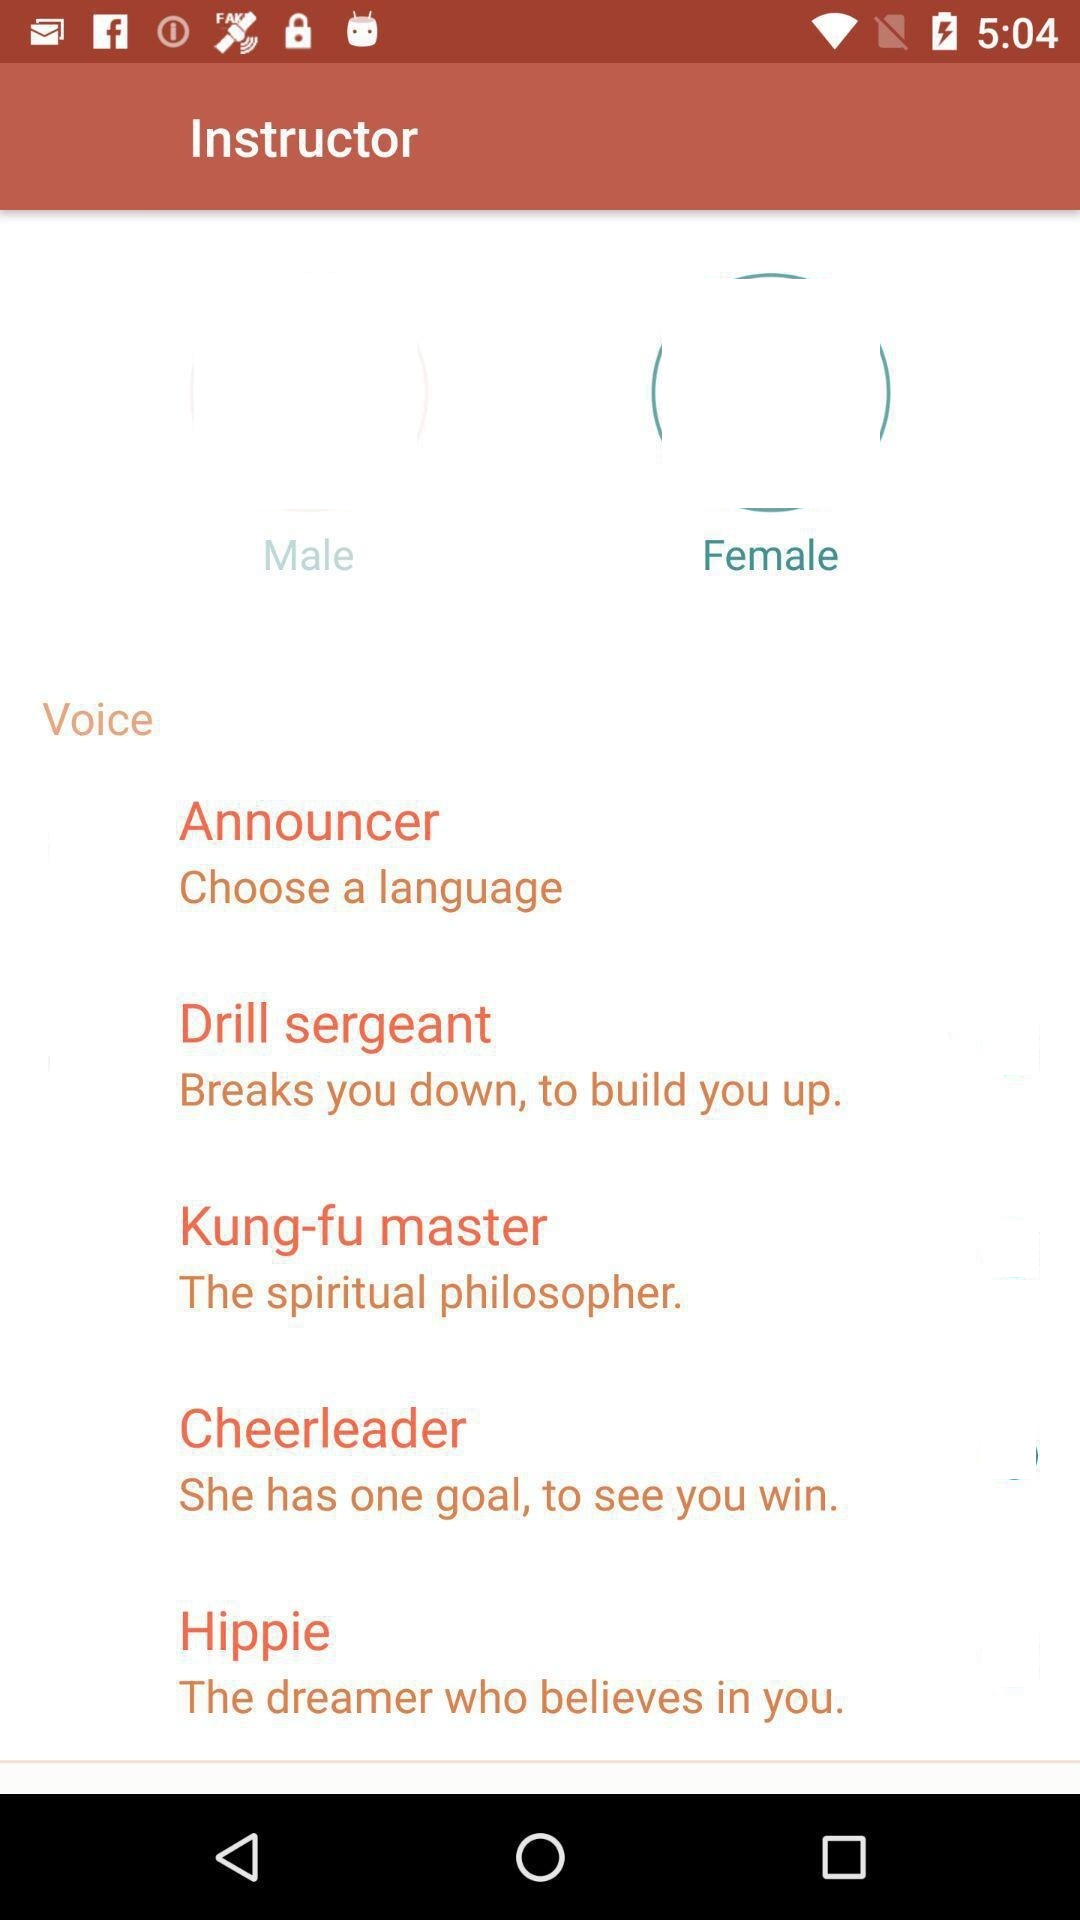 FAKE
5:04
Instructor
Male
Female
Voice
Announcer
Choose a language
Drill sergeant
Breaks you down, to build you up.
Kung-fu master
The spiritual philosopher.
Cheerleader
She has one goal, to see you win.
Hippie
The dreamer who believes in you.